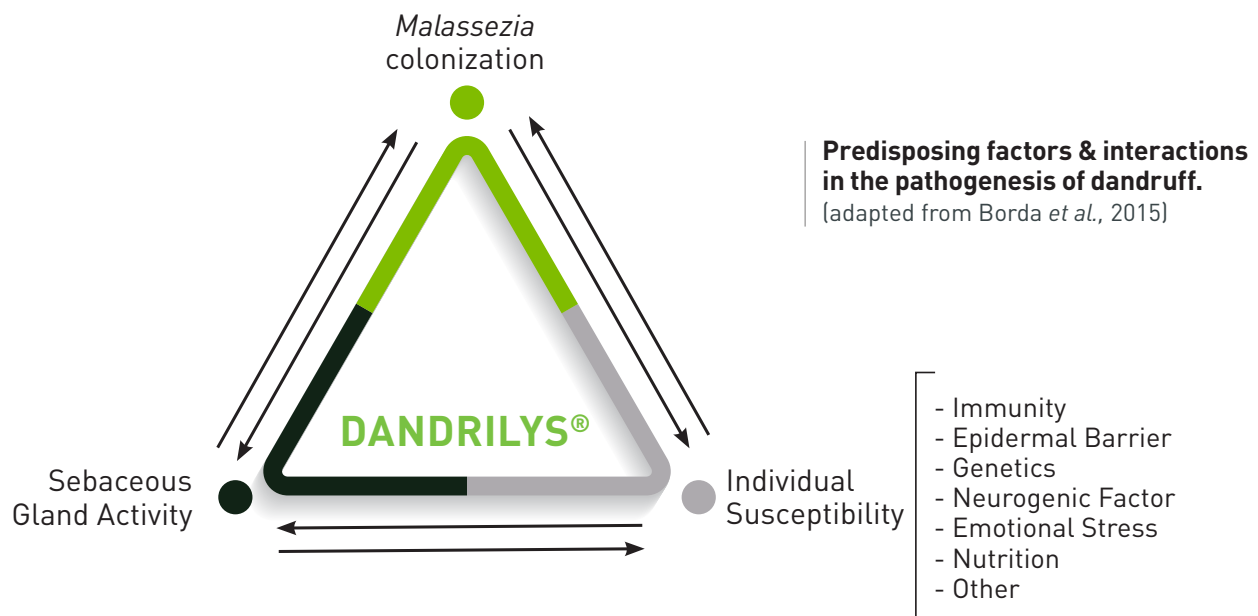 Malassezia
colonization
Predisposing factors & interactions
in the pathogenesis of dandruff.
(adapted from Borda et al., 2015)
DANDRILYS®
Sebaceous
Gland Activity
Individual
Susceptibility
- Immunity
- Epidermal Barrier
- Genetics
- Neurogenic Factor
- Emotional Stress
- Nutrition
- Other